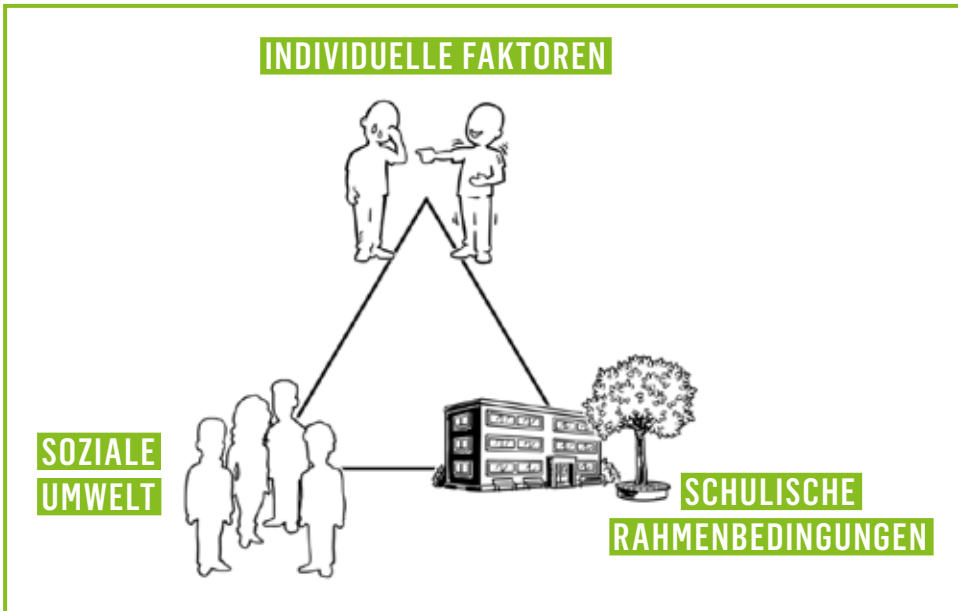 INDIVIDUELLE FAKTOREN
SOZIALE
UMWELT
SCHULISCHE
RAHMENBEDINGUNGEN